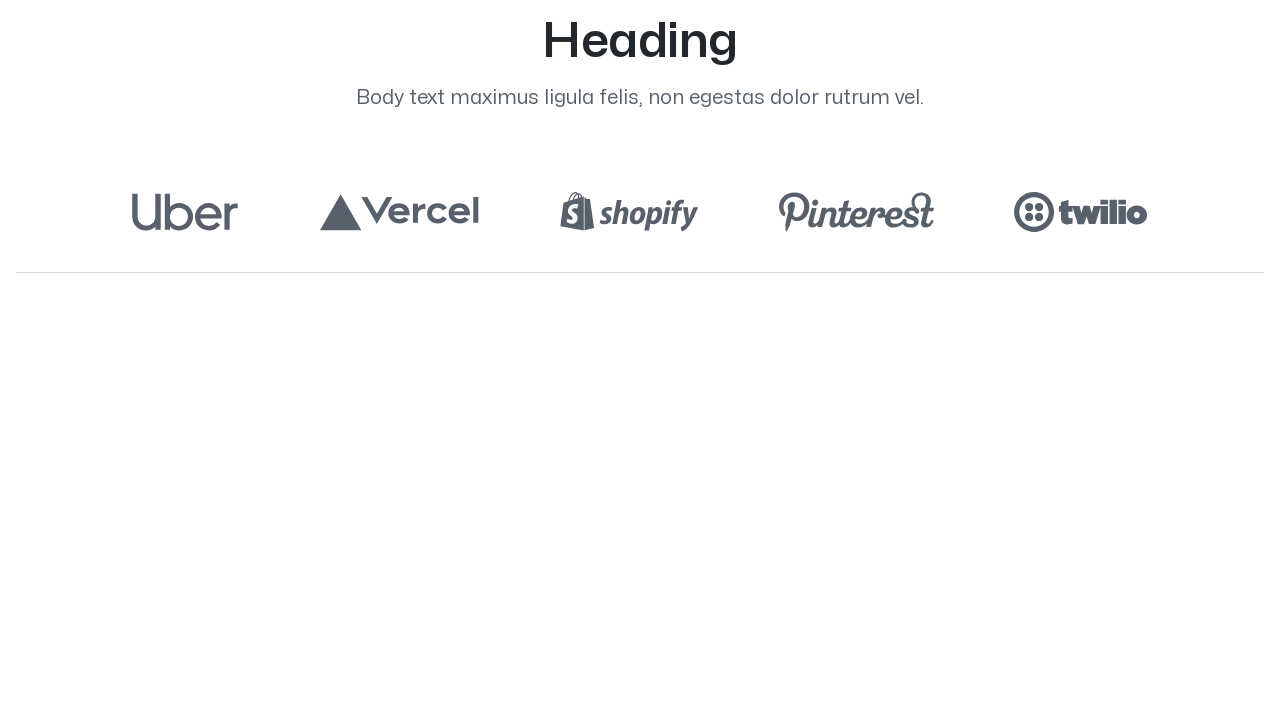 Heading
Body text maximus ligula felis, non egestas dolor rutrum vel.
Uber Vercel shopify Pinterest twilio